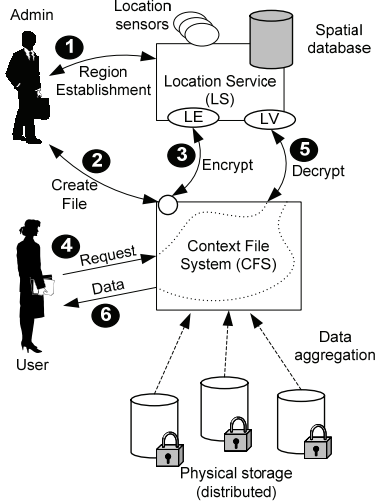 Admin
Location
sensors
Spatial
database
1
Region
Establishment
Location Service
(LS)
LE
LV
2
Create
File
3
Encrypt
5
Decrypt
4
Request
Context File
System (CFS)
Data
6
User
Data
aggregation
Physical storage
(distributed)